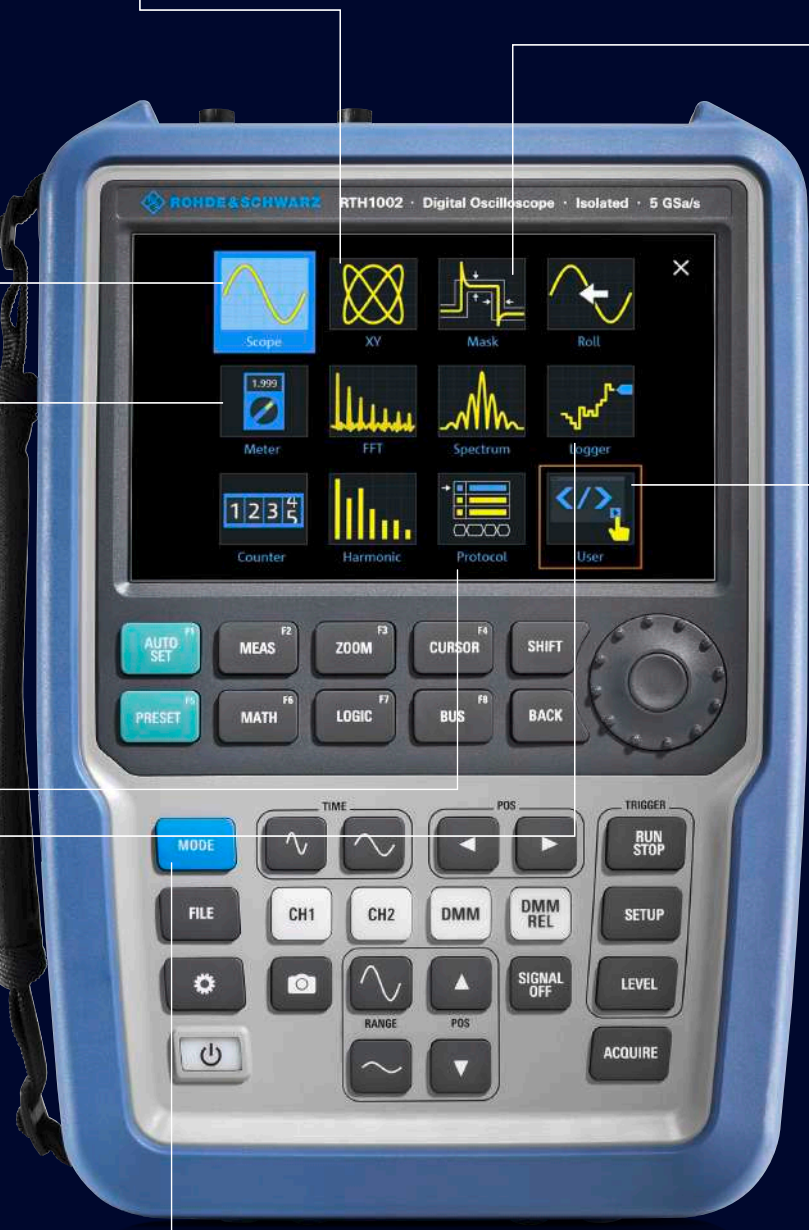 ROHDE&SCHWARZ RTH1002 · Digital Oscilloscope · Isolated · 5 GSa/s
Scope XY Mask Roll
1.999
Meter FFT Spectrum Logger
1 2 3 4 5
</>
Counter Harmonic Protocol User
AUTO SET F1 MEAS F2 ZOOM F3 CURSOR F4 SHIFT
PRESET F5 MATH F6 LOGIC F7 BUS F8 BACK
TIME POS TRIGGER
MODE RUN STOP
FILE CH1 CH2 DMM DMM REL SETUP
SIGNAL OFF LEVEL
RANGE POS
ACQUIRE